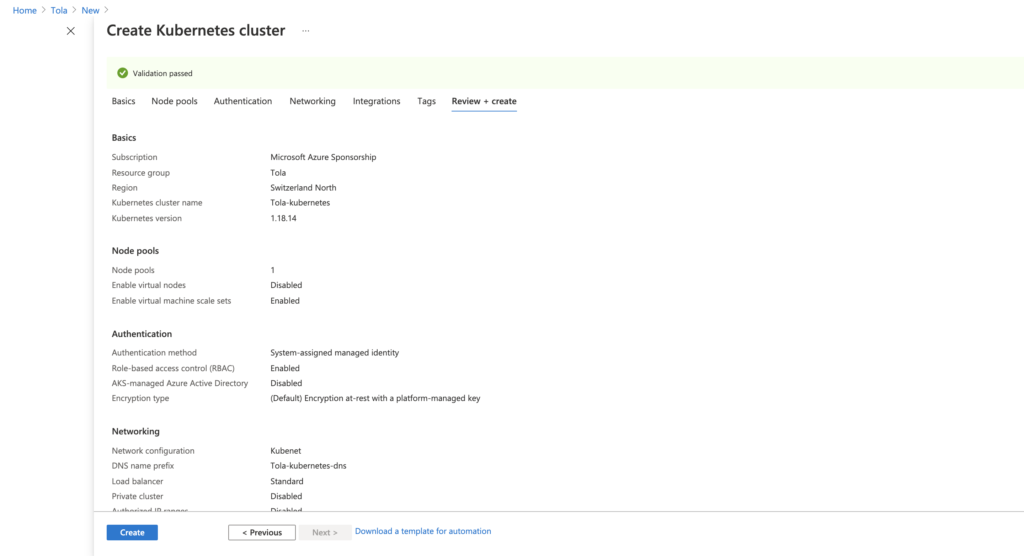 Home > Tola > New >
Create Kubernetes cluster ...
Validation passed
Basics Node pools Authentication Networking Integrations Tags Review + create
Basics
Subscription Microsoft Azure Sponsorship
Resource group Tola
Region Switzerland North
Kubernetes cluster name Tola-kubernetes
Kubernetes version 1.18.14
Node pools
Node pools 1
Enable virtual nodes Disabled
Enable virtual machine scale sets Enabled
Authentication
Authentication method System-assigned managed identity
Role-based access control (RBAC) Enabled
AKS-managed Azure Active Directory Disabled
Encryption type (Default) Encryption at-rest with a platform-managed key
Networking
Network configuration Kubenet
DNS name prefix Tola-kubernetes-dns
Load balancer Standard
Private cluster Disabled
Authorized IP ranges Disabled
Create < Previous Next > Download a template for automation